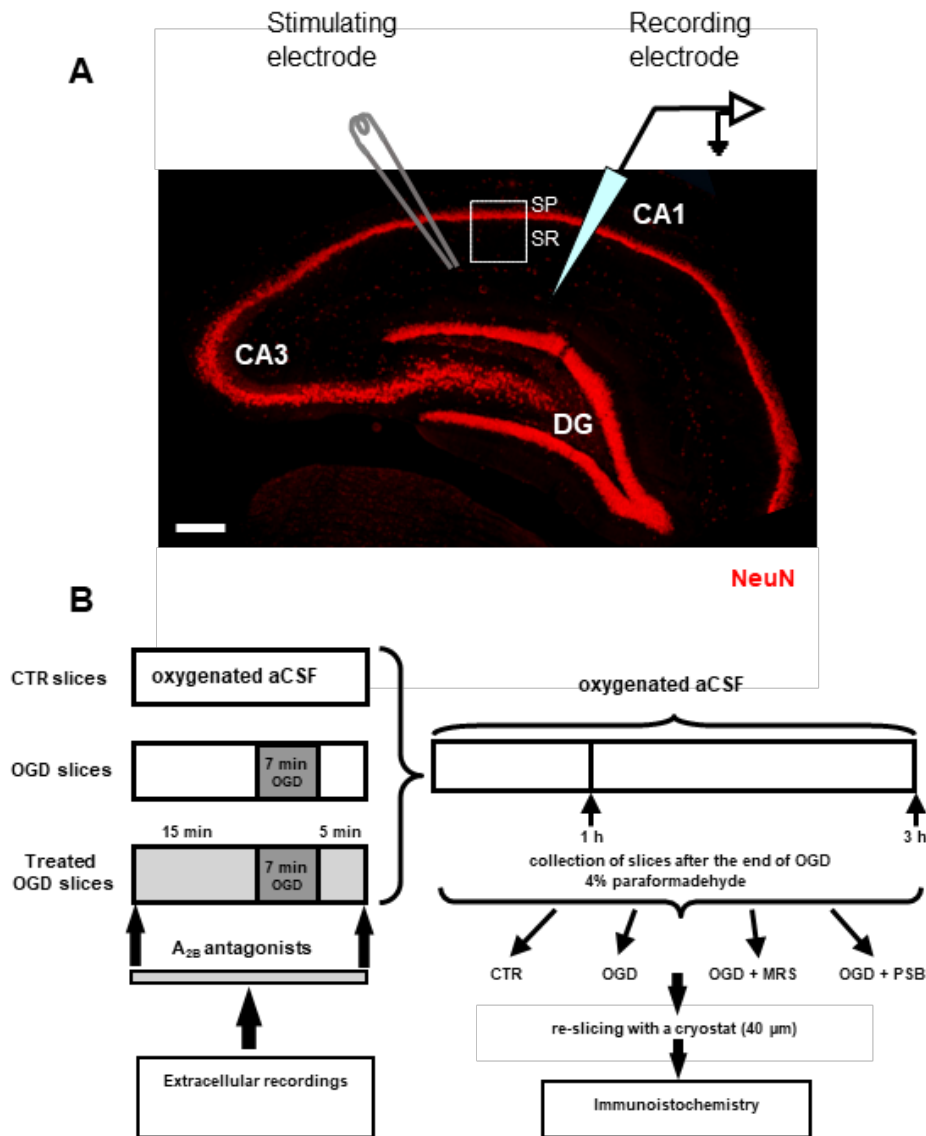 Stimulating
electrode
Recording
electrode
A
SP
SR
CA1
CA3
DG
NeuN
B
CTR slices
oxygenated aCSF
oxygenated aCSF
OGD slices
7 min
OGD
15 min
5 min
Treated
OGD slices
7 min
OGD
1 h
3 h
collection of slices after the end of OGD
4% paraformadehyde
A2B antagonists
CTR
OGD
OGD + MRS
OGD + PSB
re-slicing with a cryostat (40 µm)
Extracellular recordings
Immunoistochemistry